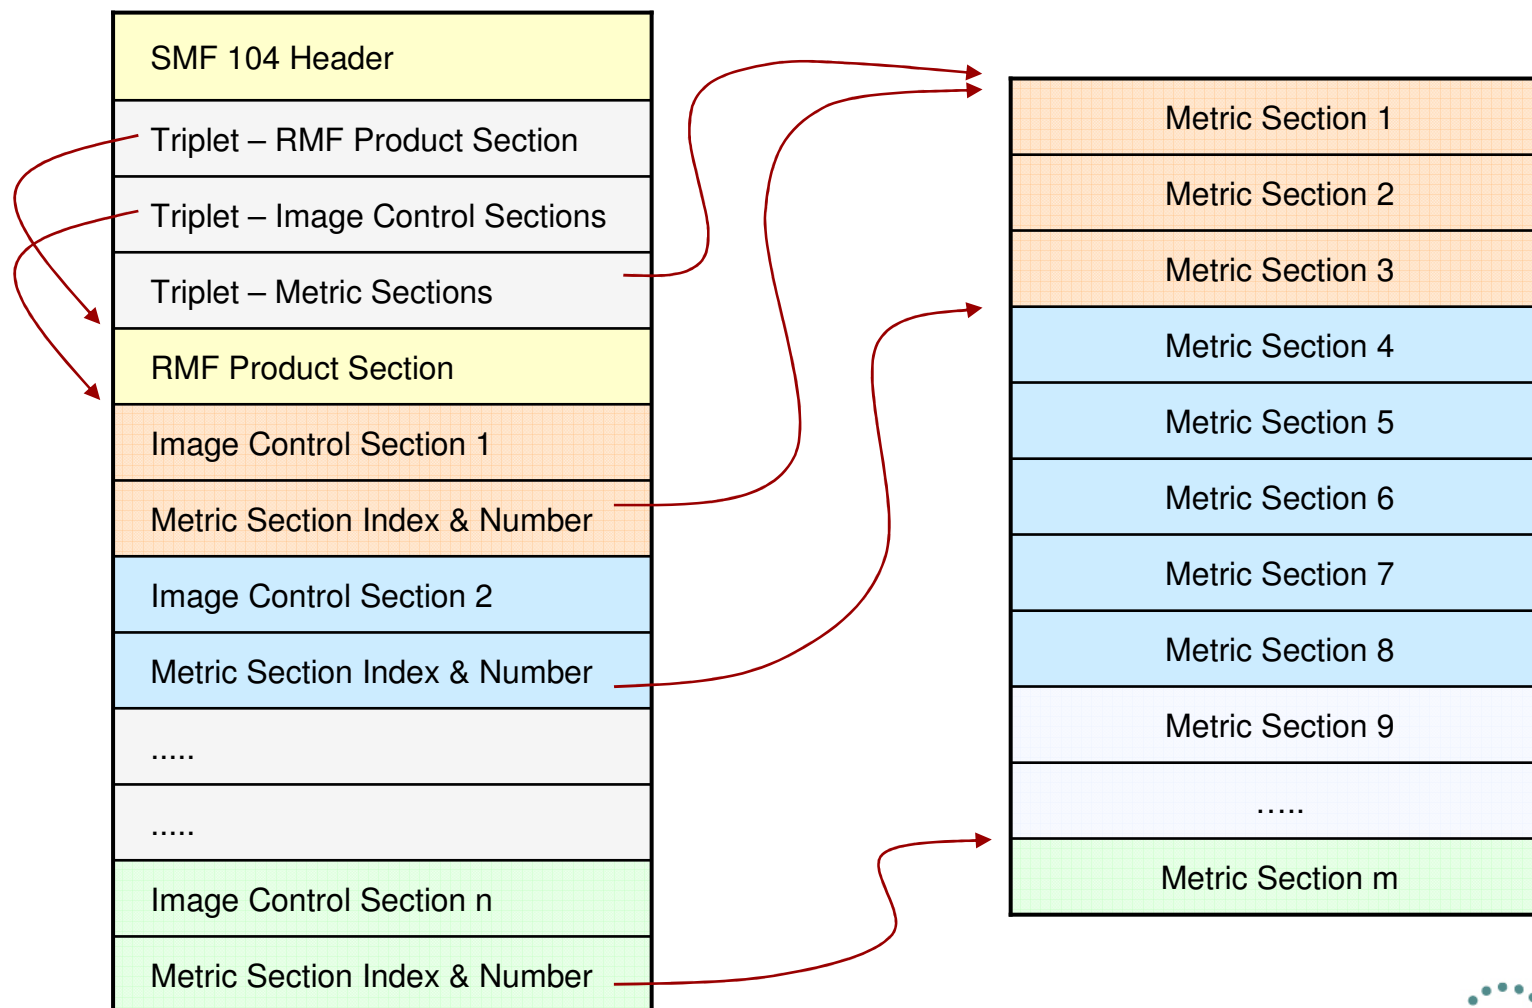 SMF 104 Header
Triplet – RMF Product Section
Triplet – Image Control Sections
Triplet – Metric Sections
RMF Product Section
Image Control Section 1
Metric Section Index & Number
Image Control Section 2
Metric Section Index & Number
.....
.....
Image Control Section n
Metric Section Index & Number
Metric Section 1
Metric Section 2
Metric Section 3
Metric Section 4
Metric Section 5
Metric Section 6
Metric Section 7
Metric Section 8
Metric Section 9
…..
Metric Section m